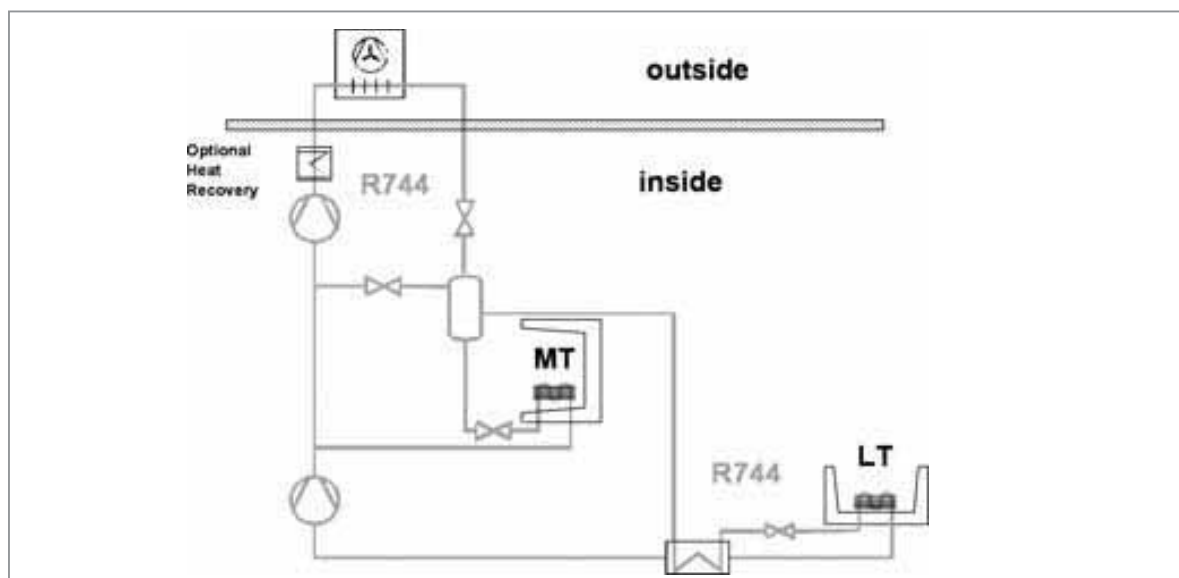 outside
Optional
Heat
Recovery
R744
inside
MT
R744
LT